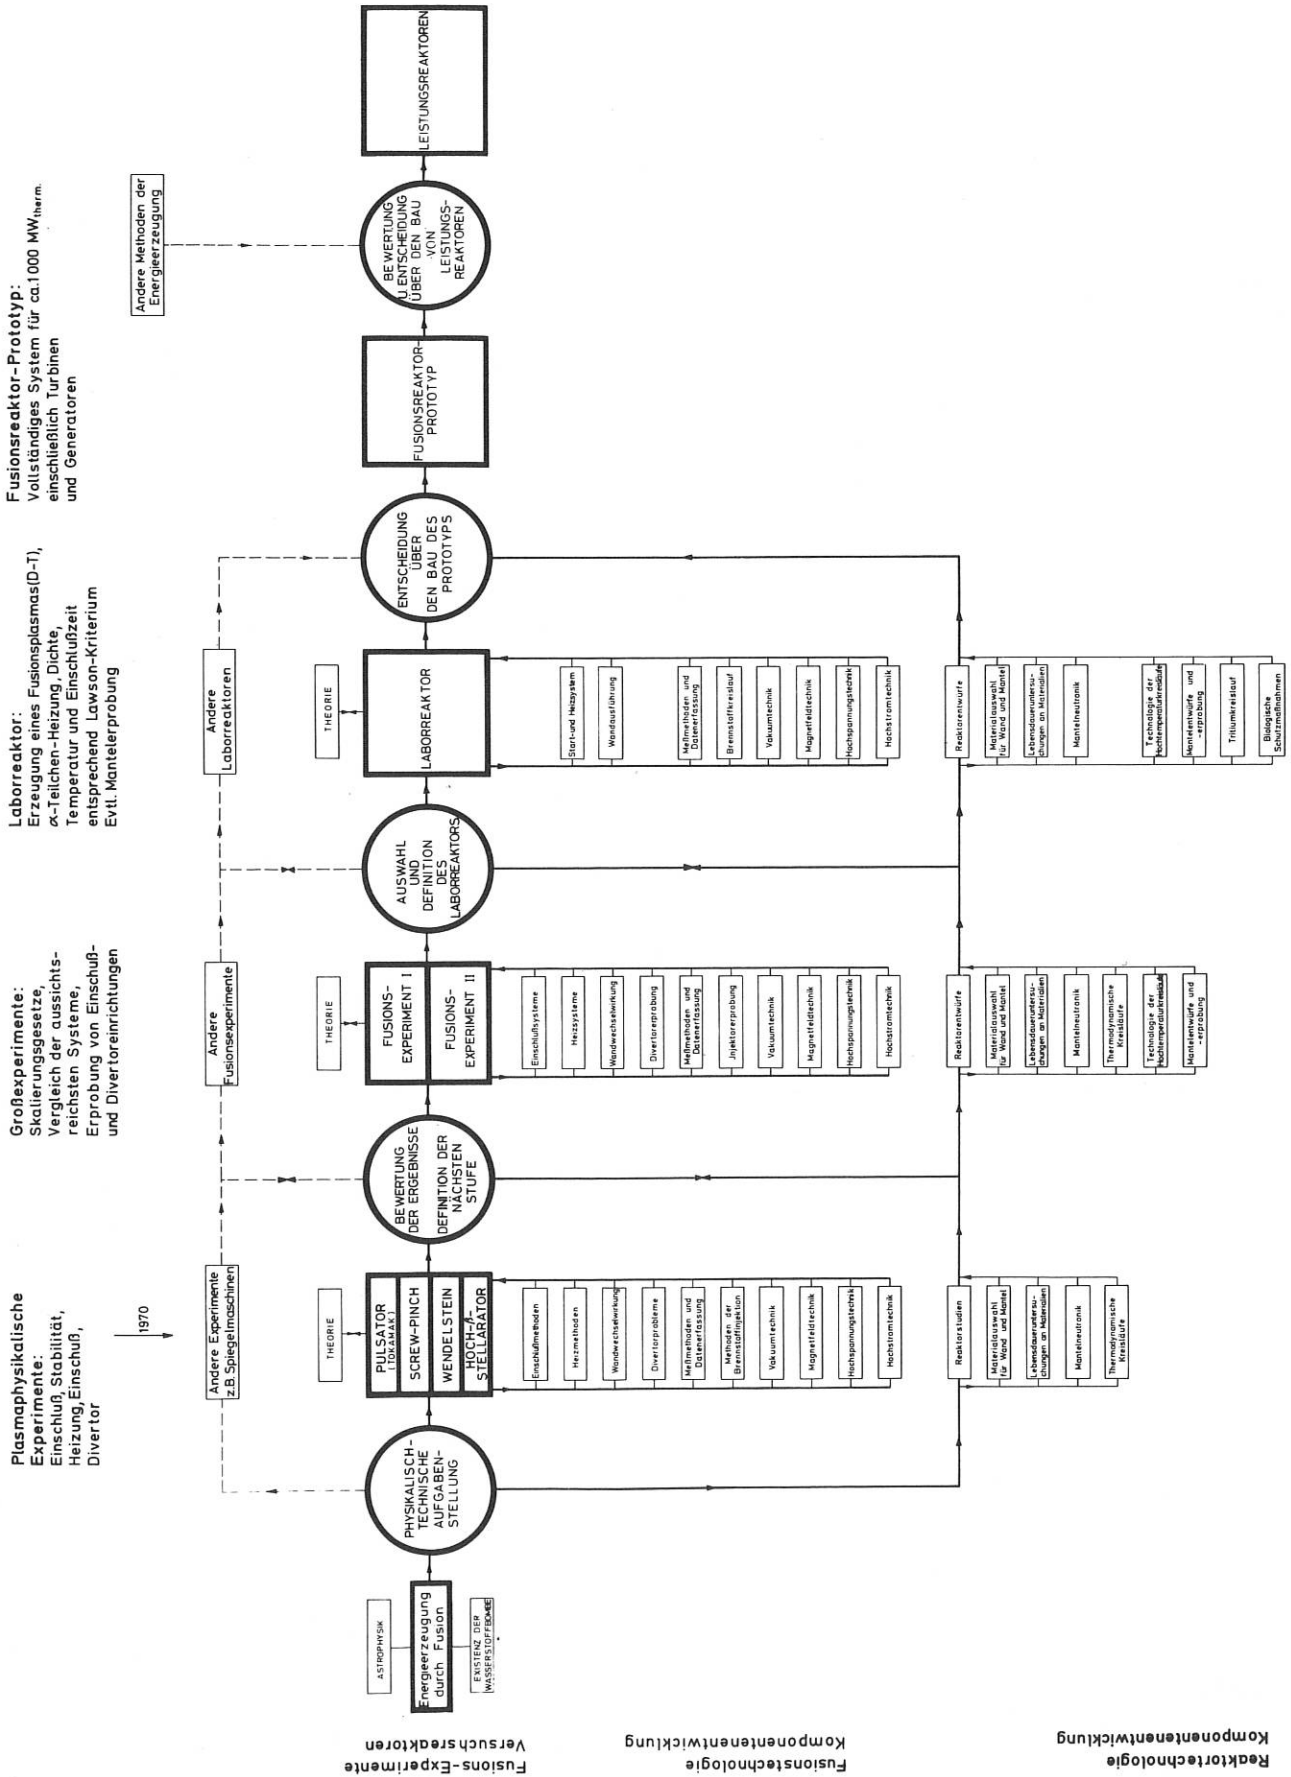 Plasmaphysikalische
Experimente:
Einschluß, Stabilität,
Heizung, Einschuß,
Divertor
1970
Großexperimente:
Skalierungsgesetze,
Vergleich der aussichts-
reichsten Systeme,
Erprobung von Einschuß-
und Divertoreinrichtungen
Laborreaktor:
Erzeugung eines Fusionsplasmas(D-T),
α-Teilchen-Heizung, Dichte,
Temperatur und Einschlußzeit
entsprechend Lawson-Kriterium
Evtl. Mantelerprobung
Fusionsreaktor-Prototyp:
Vollständiges System für ca.1000 MWtherm.
einschließlich Turbinen
und Generatoren
Andere Experimente
z.B. Spiegelmaschinen
Andere
Fusionsexperimente
Andere
Laborreaktoren
Andere Methoden der
Energieerzeugung
Fusions-Experimente
Versuchsreaktoren
ASTROPHYSIK
Energieerzeugung
durch Fusion
EXISTENZ DER
WASSERSTOFFBOMBE
PHYSIKALISCH-
TECHNISCHE
AUFGABEN-
STELLUNG
THEORIE
PULSATOR
(TOKAMAK)
SCREW-PINCH
WENDELSTEIN
HOCH-β-
STELLARATOR
BEWERTUNG
DER ERGEBNISSE
DEFINITION DER
NÄCHSTEN
STUFE
THEORIE
FUSIONS-
EXPERIMENT I
FUSIONS-
EXPERIMENT II
AUSWAHL
UND
DEFINITION
DES
LABORREAKTORS
THEORIE
LABORREAKTOR
ENTSCHEIDUNG
ÜBER
DEN BAU DES
PROTOTYPS
FUSIONSREAKTOR-
PROTOTYP
BEWERTUNG
U. ENTSCHEIDUNG
ÜBER DEN BAU
VON
LEISTUNGS-
REAKTOREN
LEISTUNGSREAKTOREN
Fusionstechnologie
Komponentenentwicklung
Einschlußmethoden
Heizmethoden
Wandwechselwirkung
Divertorprobleme
Meßmethoden und
Datenerfassung
Methoden der
Brennstoffinjektion
Vakuumtechnik
Magnetfeldtechnik
Hochspannungstechnik
Hochstromtechnik
Einschlußsysteme
Heizsysteme
Wandwechselwirkung
Divertorerprobung
Meßmethoden und
Datenerfassung
Jnjektorerprobung
Vakuumtechnik
Magnetfeldtechnik
Hochspannungstechnik
Hochstromtechnik
Start-und Heizsystem
Wandausführung
Meßmethoden und
Datenerfassung
Brennstoffkreislauf
Vakuumtechnik
Magnetfeldtechnik
Hochspannungstechnik
Hochstromtechnik
Reaktortechnologie
Komponentenentwicklung
Reaktorstudien
Materialauswahl
für Wand und Mantel
Lebensdaueruntersu-
chungen an Materialien
Mantelneutronik
Thermodynamische
Kreisläufe
Reaktorentwürfe
Materialauswahl
für Wand und Mantel
Lebensdaueruntersu-
chungen an Materialien
Mantelneutronik
Thermodynamische
Kreisläufe
Technologie der
Hochtemperaturkreisläufe
Mantelentwürfe und
-erprobung
Reaktorentwürfe
Materialauswahl
für Wand und Mantel
Lebensdaueruntersu-
chungen an Materialien
Mantelneutronik
Technologie der
Hochtemperaturkreisläufe
Mantelentwürfe und
-erprobung
Tritiumkreislauf
Biologische
Schutzmaßnahmen